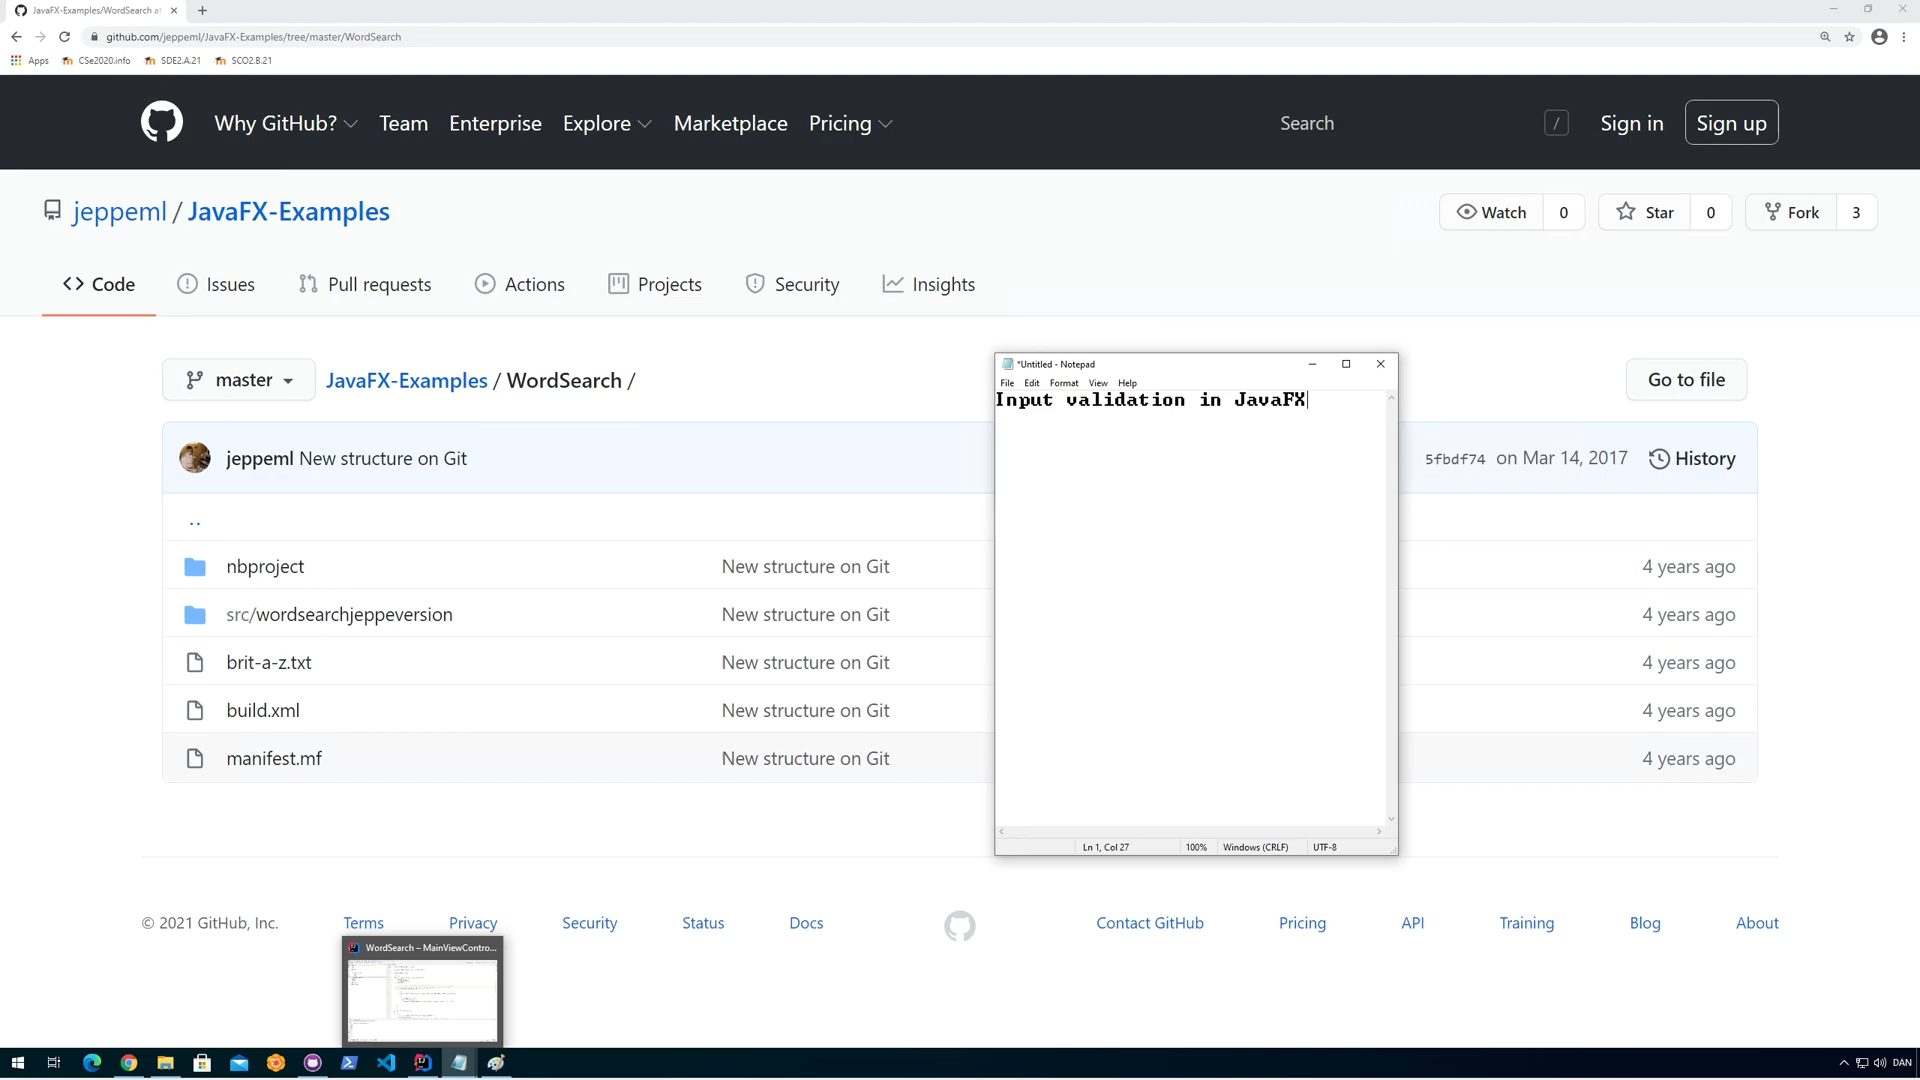 JavaFX-Examples/WordSearch at
github.com/jeppeml/JavaFX-Examples/tree/master/WordSearch
Apps CSe2020.info SDE2.A.21 SCO2.B.21
Why GitHub? Team Enterprise Explore Marketplace Pricing Search / Sign in Sign up
jeppeml / JavaFX-Examples Watch 0 Star 0 Fork 3
Code Issues Pull requests Actions Projects Security Insights
master JavaFX-Examples / WordSearch / Go to file
*Untitled - Notepad
File Edit Format View Help
Input validation in JavaFX
Ln 1, Col 27 100% Windows (CRLF) UTF-8
jeppeml New structure on Git 5fbdf74 on Mar 14, 2017 History
..
nbproject New structure on Git 4 years ago
src/wordsearchjeppeversion New structure on Git 4 years ago
brit-a-z.txt New structure on Git 4 years ago
build.xml New structure on Git 4 years ago
manifest.mf New structure on Git 4 years ago
© 2021 GitHub, Inc. Terms Privacy Security Status Docs Contact GitHub Pricing API Training Blog About
WordSearch – MainViewContro...
DAN